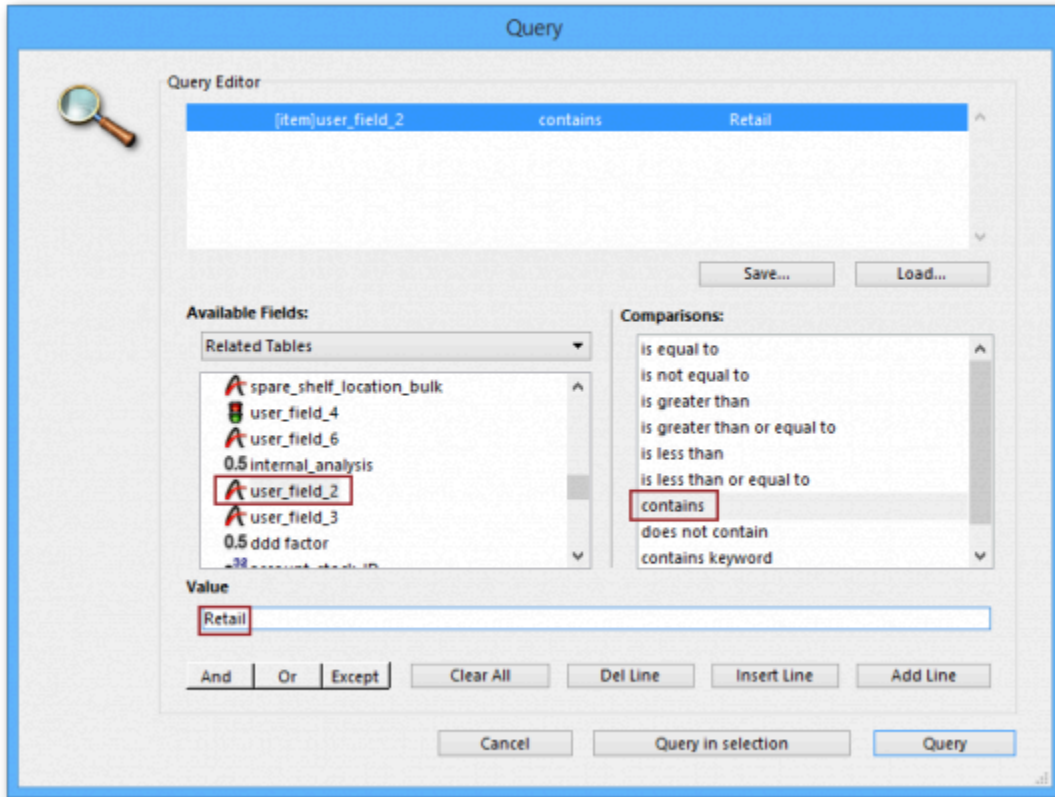 Query
Query Editor
[item]user_field_2 contains Retail
Save... Load...
Available Fields:
Related Tables
spare_shelf_location_bulk
user_field_4
user_field_6
0.5 internal_analysis
user_field_2
user_field_3
0.5 ddd factor
Comparisons:
is equal to
is not equal to
is greater than
is greater than or equal to
is less than
is less than or equal to
contains
does not contain
contains keyword
Value
Retail
And Or Except Clear All Del Line Insert Line Add Line
Cancel Query in selection Query